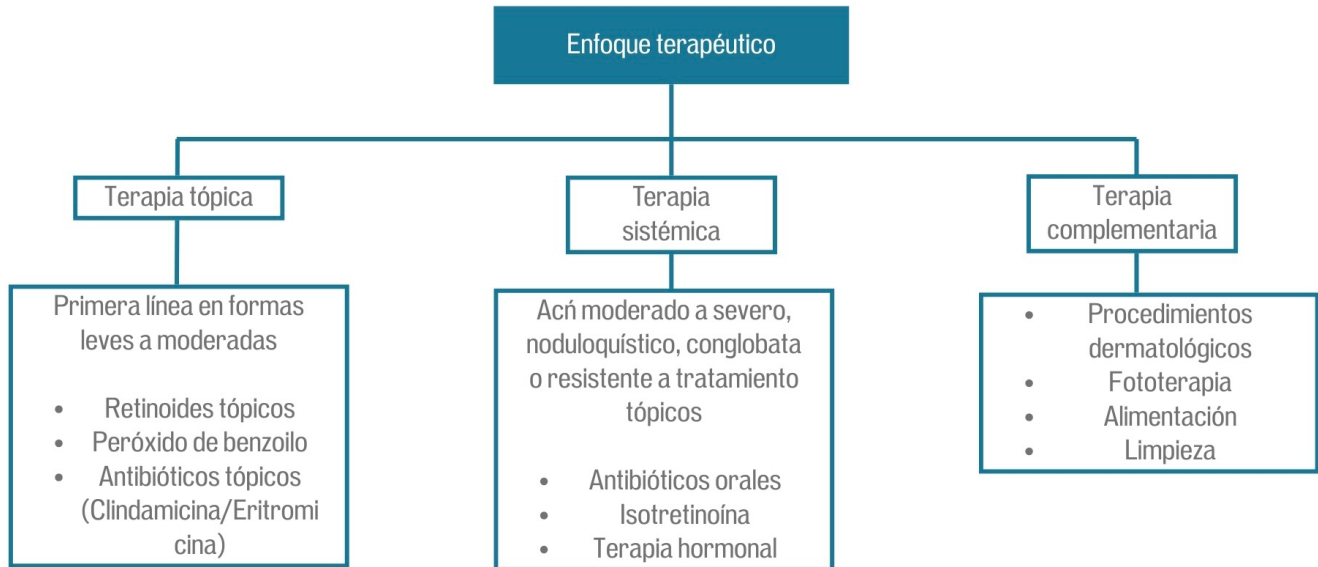 Enfoque terapéutico
Terapia tópica
Primera línea en formas
leves a moderadas
• Retinoides tópicos
• Peróxido de benzoilo
• Antibióticos tópicos
(Clindamicina/Eritromi
cina)
Terapia
sistémica
Acń moderado a severo,
noduloquístico, conglobata
o resistente a tratamiento
tópicos
• Antibióticos orales
• Isotretinoína
• Terapia hormonal
Terapia
complementaria
• Procedimientos
dermatológicos
• Fototerapia
• Alimentación
• Limpieza